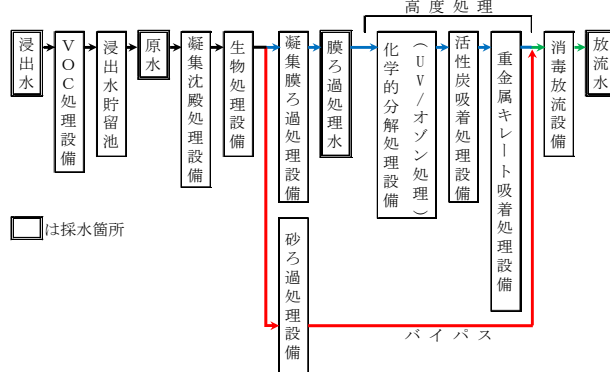 高度処理
浸出水
VOC処理設備
浸出水貯留池
原水
凝集沈殿処理設備
生物処理設備
凝集膜ろ過処理設備
膜ろ過処理水
化学的分解処理設備
（UV/オゾン処理）
活性炭吸着処理設備
重金属キレート吸着処理設備
消毒放流設備
放流水
は採水箇所
砂ろ過処理設備
バイパス